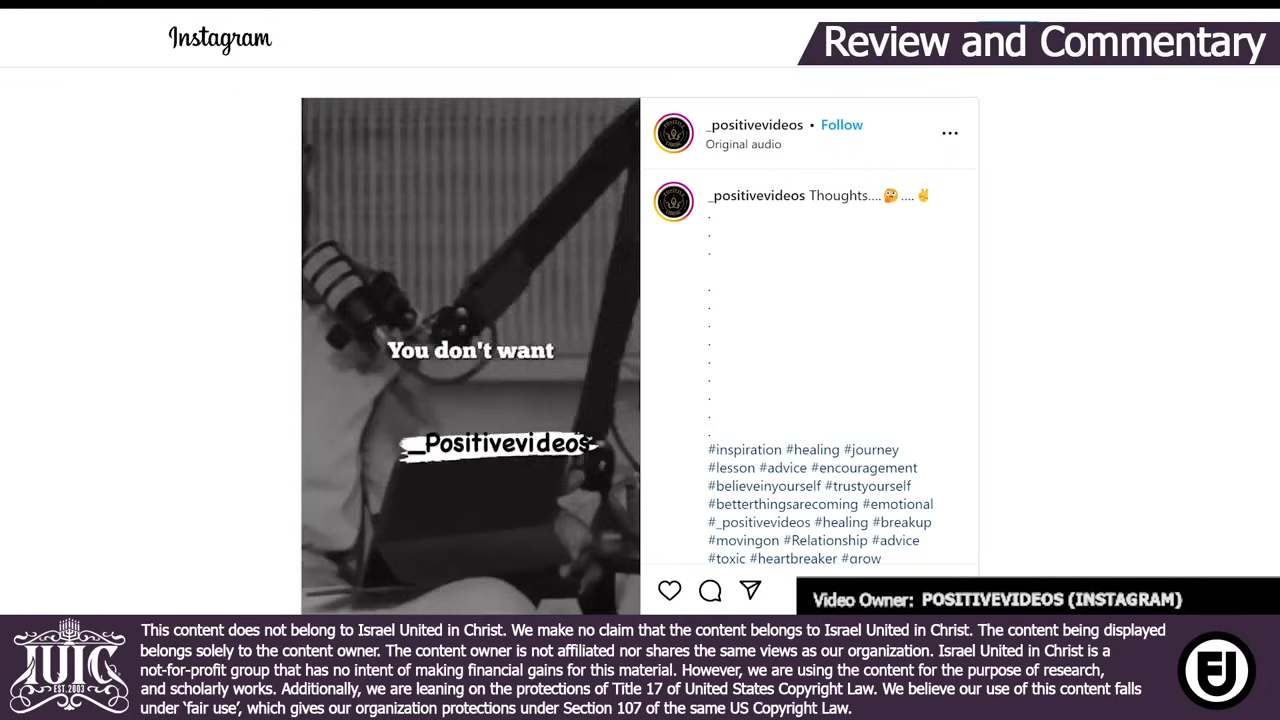 Instagram
Review and Commentary
_positivevideos • Follow
Original audio
_positivevideos Thoughts....🤔....✌️
.
.
.
.
.
.
.
.
.
.
.
.
#inspiration #healing #journey
#lesson #advice #encouragement
#believeinyourself #trustyourself
#betterthingsarecoming #emotional
#_positivevideos #healing #breakup
#movingon #Relationship #advice
#toxic #heartbreaker #grow
You don't want
_Positivevideos
Video Owner: POSITIVEVIDEOS (INSTAGRAM)
IUIC
EST.2003
This content does not belong to Israel United in Christ. We make no claim that the content belongs to Israel United in Christ. The content being displayed
belongs solely to the content owner. The content owner is not affiliated nor shares the same views as our organization. Israel United in Christ is a
not-for-profit group that has no intent of making financial gains for this material. However, we are using the content for the purpose of research,
and scholarly works. Additionally, we are leaning on the protections of Title 17 of United States Copyright Law. We believe our use of this content falls
under 'fair use', which gives our organization protections under Section 107 of the same US Copyright Law.